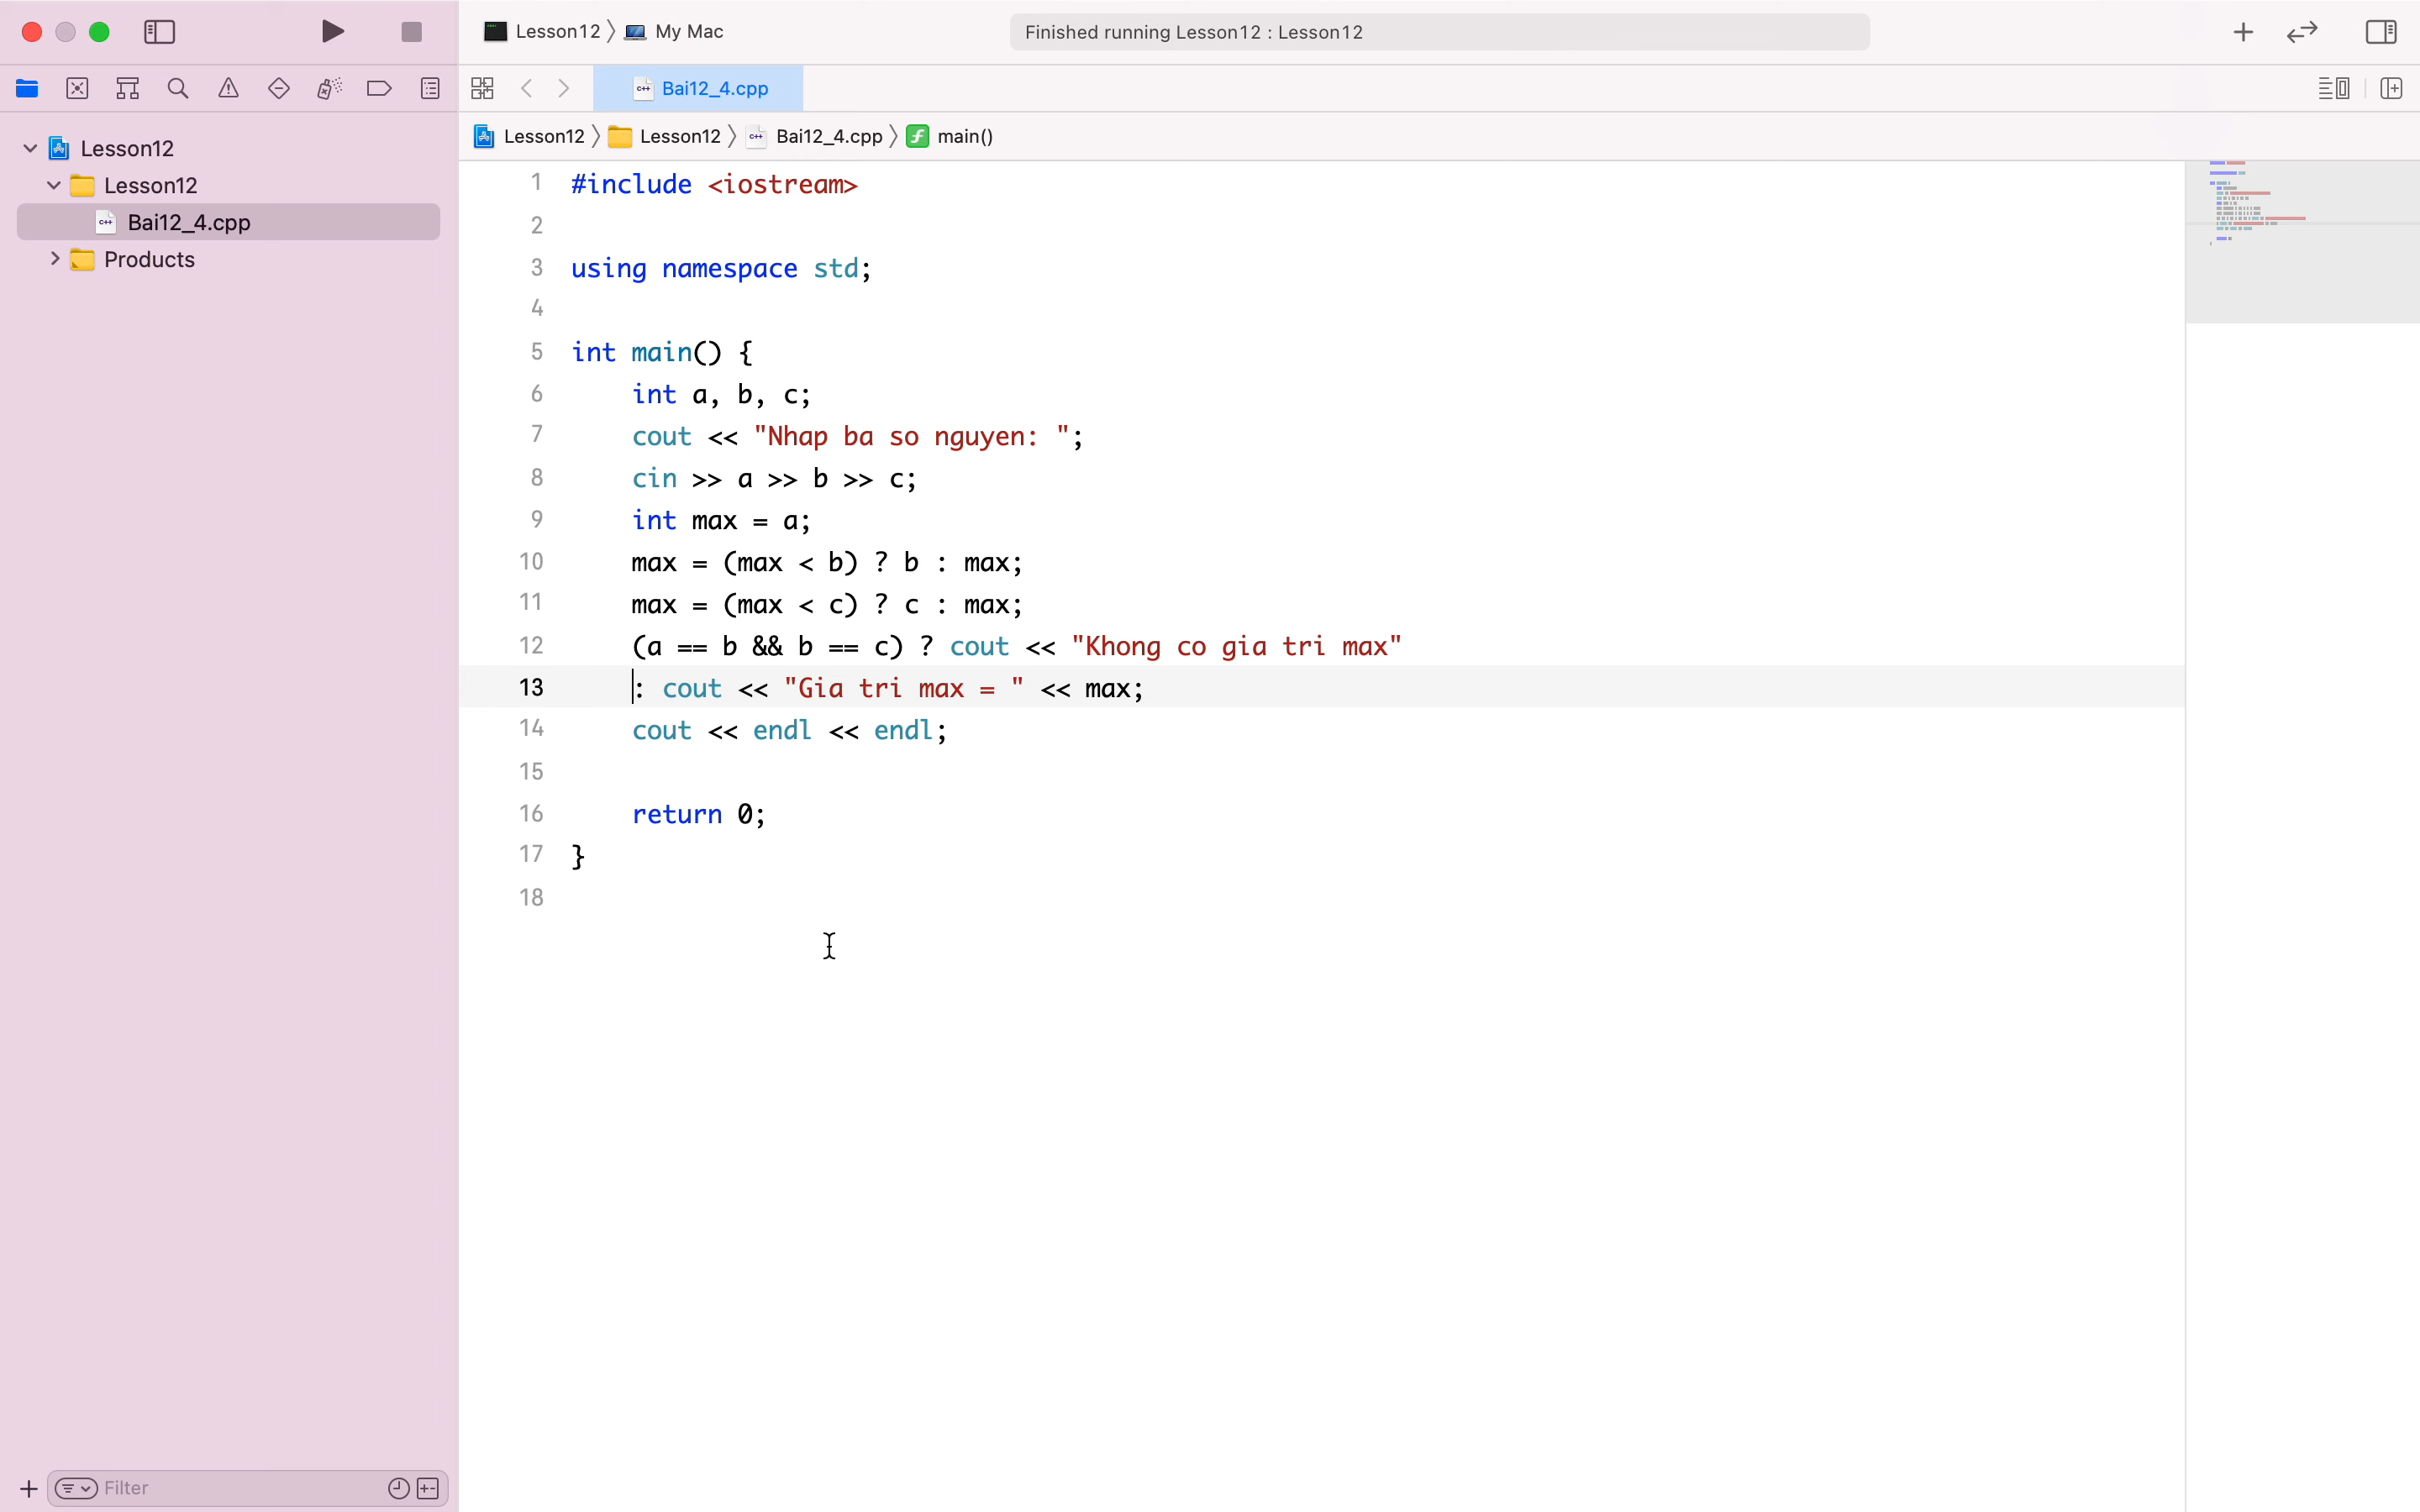 Lesson12 My Mac
Finished running Lesson12 : Lesson12
Bai12_4.cpp
Lesson12 Lesson12 Bai12_4.cpp main()
Lesson12
Lesson12
Bai12_4.cpp
Products
1 #include <iostream>
2
3 using namespace std;
4
5 int main() {
6 int a, b, c;
7 cout << "Nhap ba so nguyen: ";
8 cin >> a >> b >> c;
9 int max = a;
10 max = (max < b) ? b : max;
11 max = (max < c) ? c : max;
12 (a == b && b == c) ? cout << "Khong co gia tri max"
13 : cout << "Gia tri max = " << max;
14 cout << endl << endl;
15
16 return 0;
17 }
18
Filter